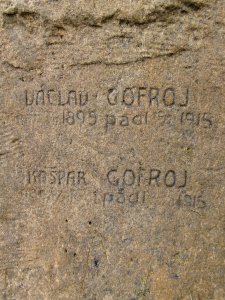 VÁCLAV GOFROJ
1895 padl 1915
KAŠPAR GOFROJ
padl 1915